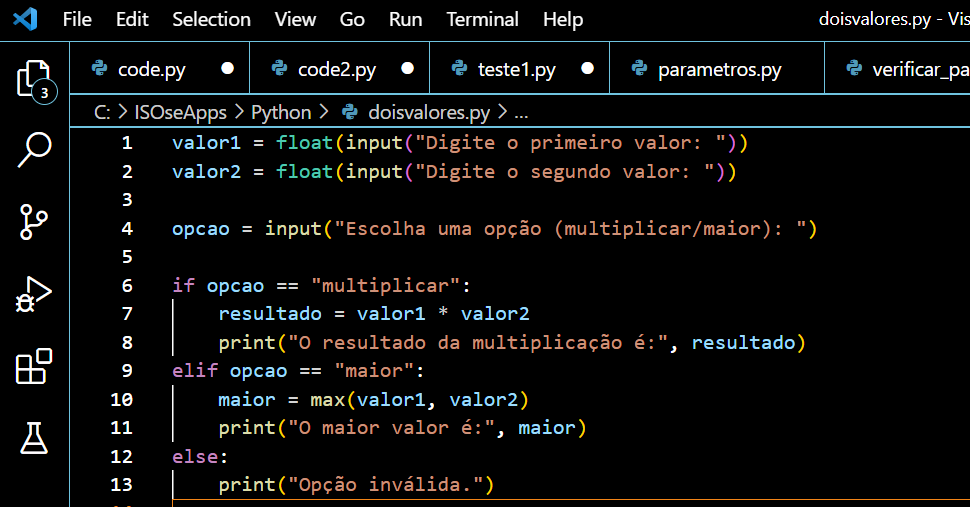 File Edit Selection View Go Run Terminal Help doisvalores.py - Vis
code.py code2.py teste1.py parametros.py verificar_pa
C: > ISOseApps > Python > doisvalores.py > ...
3
1 valor1 = float(input("Digite o primeiro valor: "))
2 valor2 = float(input("Digite o segundo valor: "))
3
4 opcao = input("Escolha uma opção (multiplicar/maior): ")
5
6 if opcao == "multiplicar":
7 resultado = valor1 * valor2
8 print("O resultado da multiplicação é:", resultado)
9 elif opcao == "maior":
10 maior = max(valor1, valor2)
11 print("O maior valor é:", maior)
12 else:
13 print("Opção inválida.")